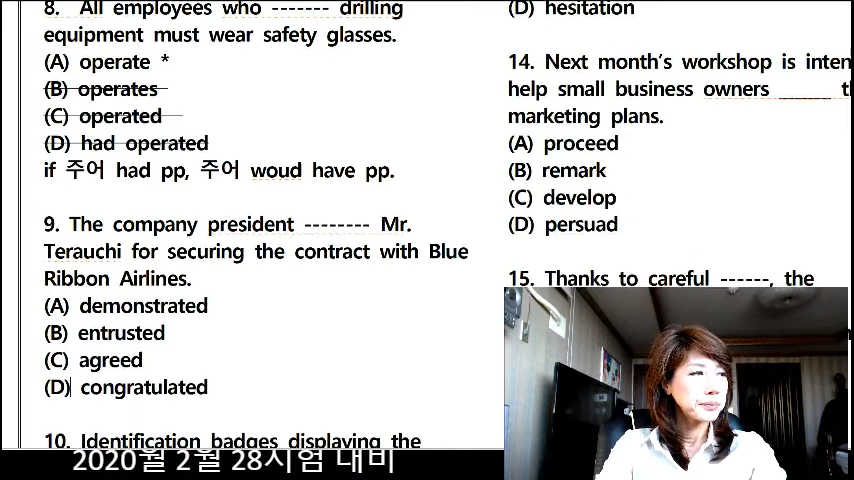 8. All employees who ------- drilling
equipment must wear safety glasses.
(A) operate *
(B) operates
(C) operated
(D) had operated
if 주어 had pp, 주어 woud have pp.
9. The company president -------- Mr.
Terauchi for securing the contract with Blue
Ribbon Airlines.
(A) demonstrated
(B) entrusted
(C) agreed
(D) congratulated
10. Identification badges displaying the
(D) hesitation
14. Next month's workshop is inten
help small business owners _____ t
marketing plans.
(A) proceed
(B) remark
(C) develop
(D) persuad
15. Thanks to careful ------, the
2020월 2월 28시험 대비